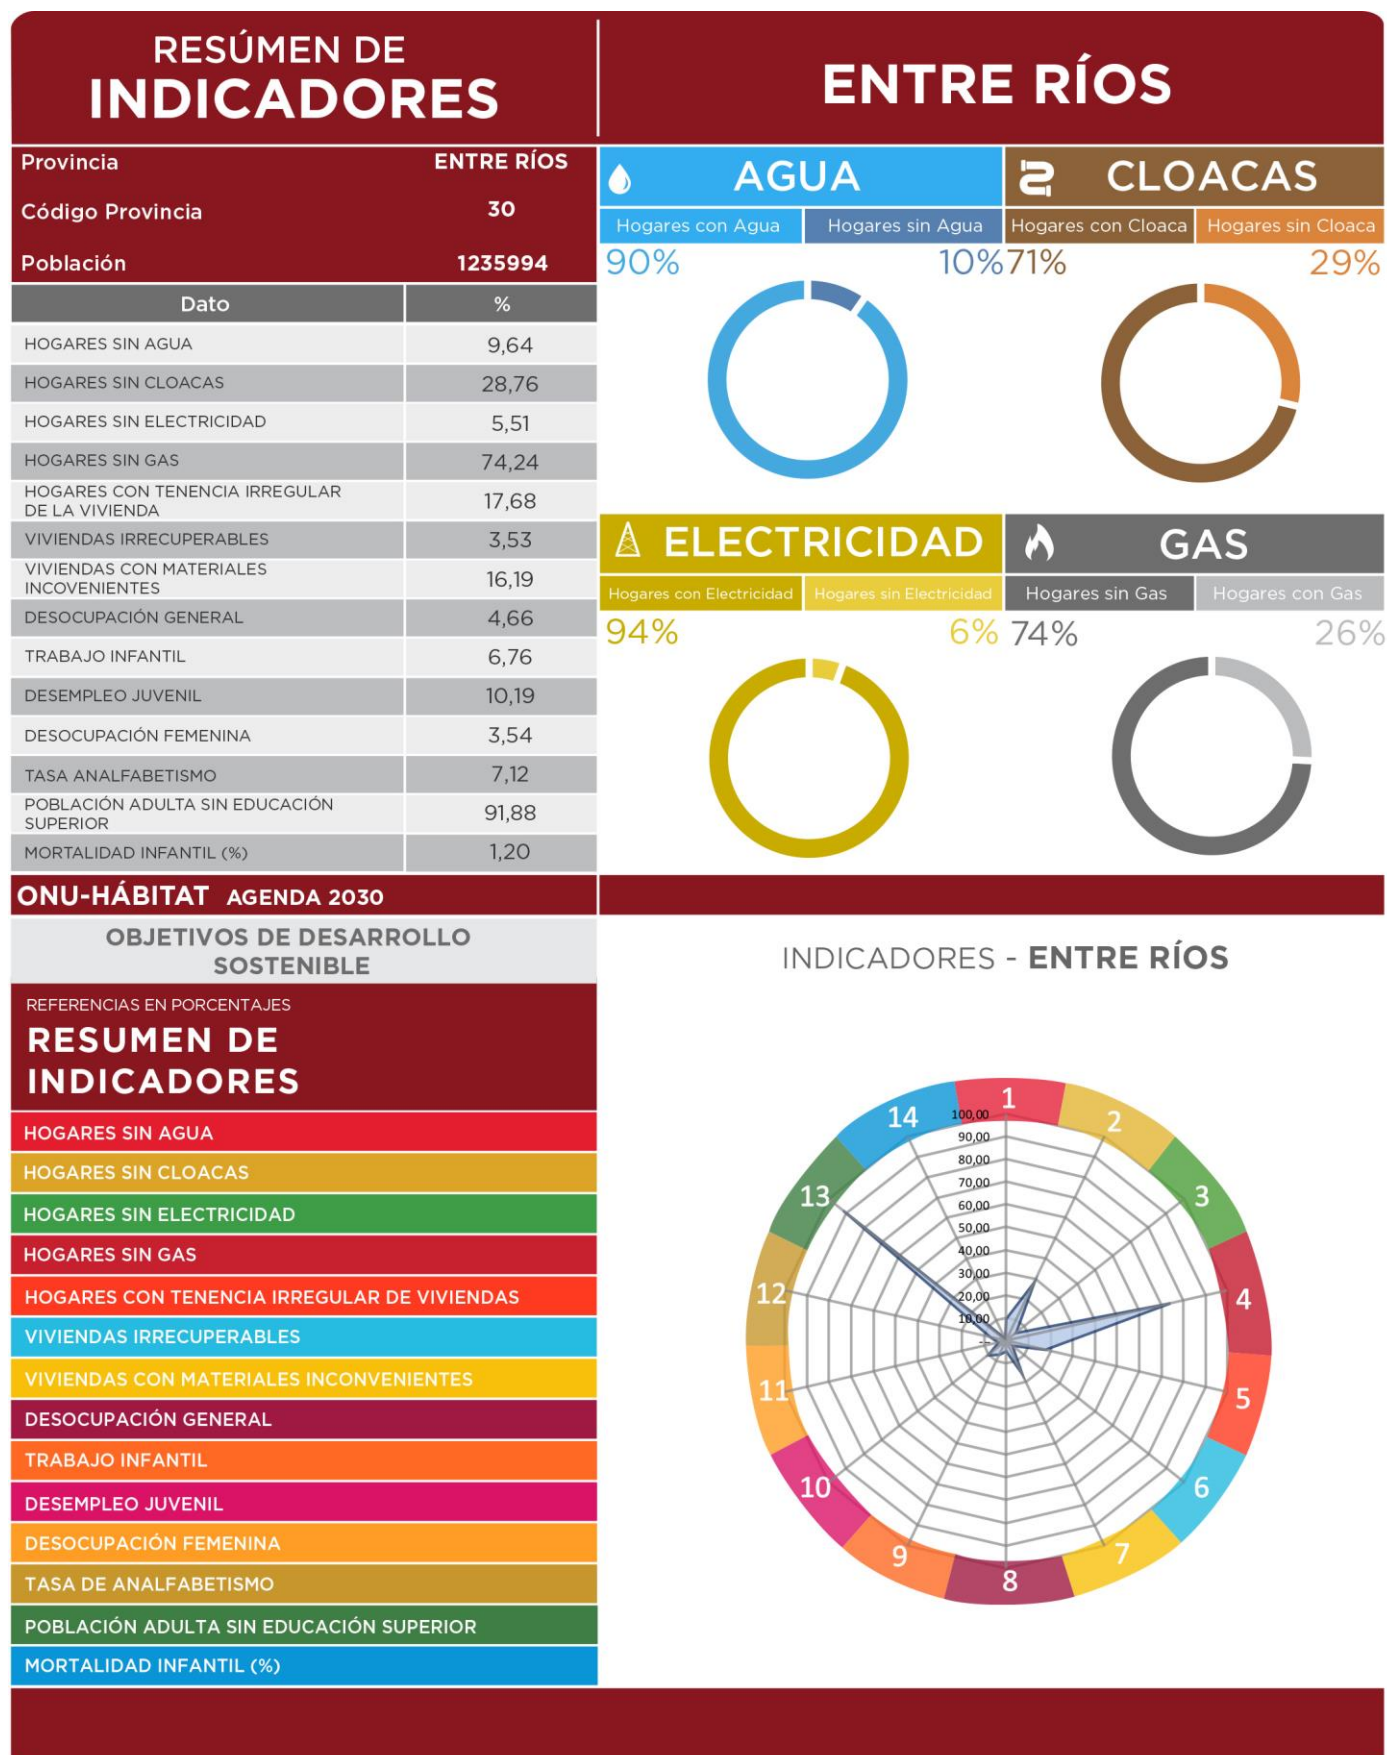 RESÚMEN DE
INDICADORES
ENTRE RÍOS
Provincia ENTRE RÍOS
Código Provincia 30
Población 1235994
Dato %
HOGARES SIN AGUA 9,64
HOGARES SIN CLOACAS 28,76
HOGARES SIN ELECTRICIDAD 5,51
HOGARES SIN GAS 74,24
HOGARES CON TENENCIA IRREGULAR
DE LA VIVIENDA 17,68
VIVIENDAS IRRECUPERABLES 3,53
VIVIENDAS CON MATERIALES
INCOVENIENTES 16,19
DESOCUPACIÓN GENERAL 4,66
TRABAJO INFANTIL 6,76
DESEMPLEO JUVENIL 10,19
DESOCUPACIÓN FEMENINA 3,54
TASA ANALFABETISMO 7,12
POBLACIÓN ADULTA SIN EDUCACIÓN
SUPERIOR 91,88
MORTALIDAD INFANTIL (%) 1,20
AGUA
Hogares con Agua Hogares sin Agua
90% 10%
CLOACAS
Hogares con Cloaca Hogares sin Cloaca
71% 29%
ELECTRICIDAD
Hogares con Electricidad Hogares sin Electricidad
94% 6%
GAS
Hogares sin Gas Hogares con Gas
74% 26%
ONU-HÁBITAT AGENDA 2030
OBJETIVOS DE DESARROLLO
SOSTENIBLE
REFERENCIAS EN PORCENTAJES
RESUMEN DE
INDICADORES
HOGARES SIN AGUA
HOGARES SIN CLOACAS
HOGARES SIN ELECTRICIDAD
HOGARES SIN GAS
HOGARES CON TENENCIA IRREGULAR DE VIVIENDAS
VIVIENDAS IRRECUPERABLES
VIVIENDAS CON MATERIALES INCONVENIENTES
DESOCUPACIÓN GENERAL
TRABAJO INFANTIL
DESEMPLEO JUVENIL
DESOCUPACIÓN FEMENINA
TASA DE ANALFABETISMO
POBLACIÓN ADULTA SIN EDUCACIÓN SUPERIOR
MORTALIDAD INFANTIL (%)
INDICADORES - ENTRE RÍOS
1
2
3
4
5
6
7
8
9
10
11
12
13
14
100,00
90,00
80,00
70,00
60,00
50,00
40,00
30,00
20,00
10,00